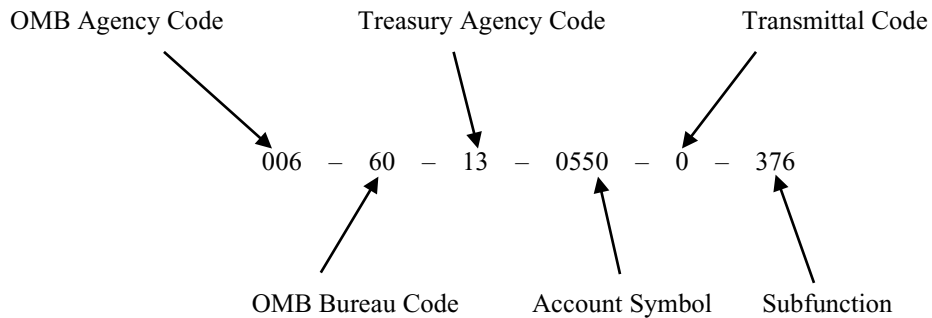 OMB Agency Code Treasury Agency Code Transmittal Code
006 – 60 – 13 – 0550 – 0 – 376
OMB Bureau Code Account Symbol Subfunction